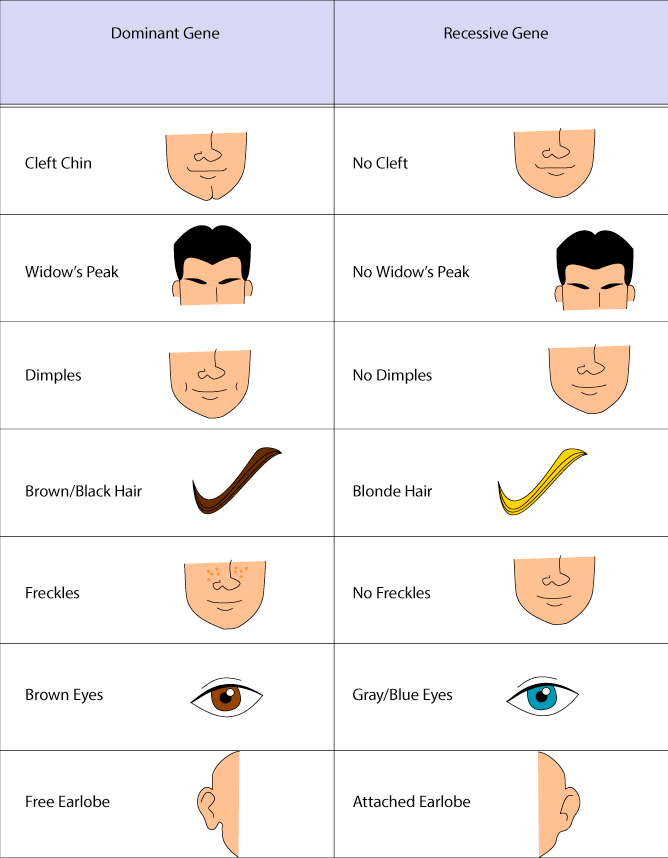 Dominant Gene
Recessive Gene
Cleft Chin
No Cleft
Widow's Peak
No Widow's Peak
Dimples
No Dimples
Brown/Black Hair
Blonde Hair
Freckles
No Freckles
Brown Eyes
Gray/Blue Eyes
Free Earlobe
Attached Earlobe